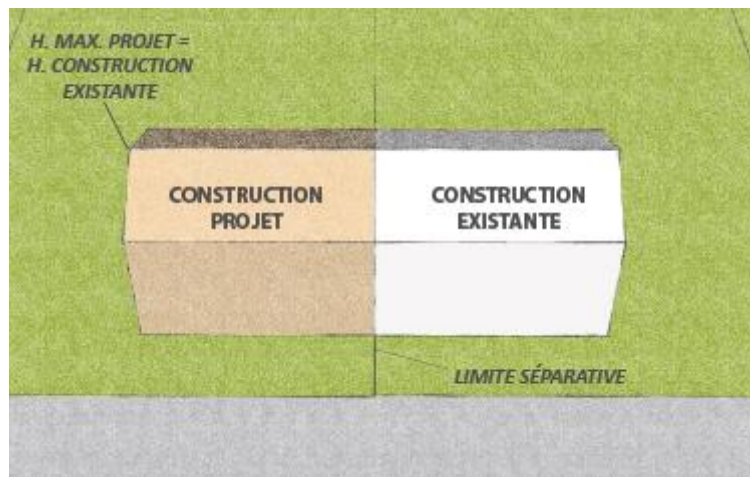 H. MAX. PROJET =
H. CONSTRUCTION
EXISTANTE
CONSTRUCTION
PROJET
CONSTRUCTION
EXISTANTE
LIMITE SÉPARATIVE